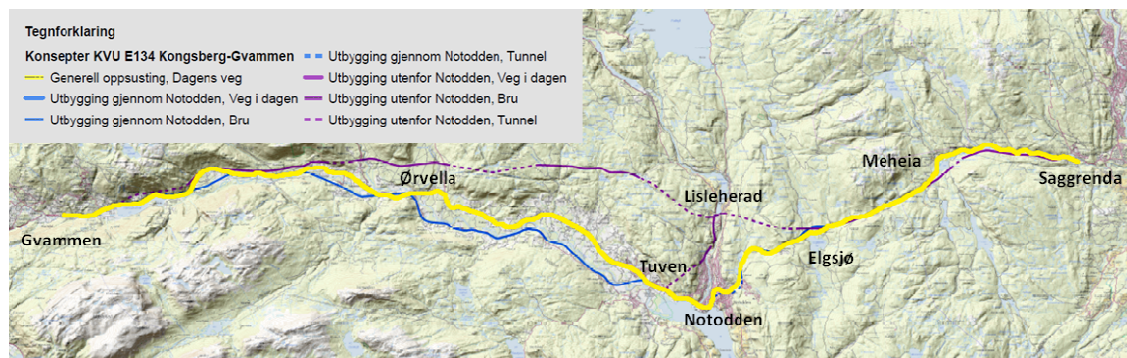 Tegnforklaring
Konsepter KVU E134 Kongsberg-Gvammen
Generell oppsusting, Dagens veg
Utbygging gjennom Notodden, Veg i dagen
Utbygging gjennom Notodden, Bru
Utbygging gjennom Notodden, Tunnel
Utbygging utenfor Notodden, Veg i dagen
Utbygging utenfor Notodden, Bru
Utbygging utenfor Notodden, Tunnel
Meheia
Ørvella
Saggrenda
Lisleherad
Gvammen
Elgsjø
Tuven
Notodden